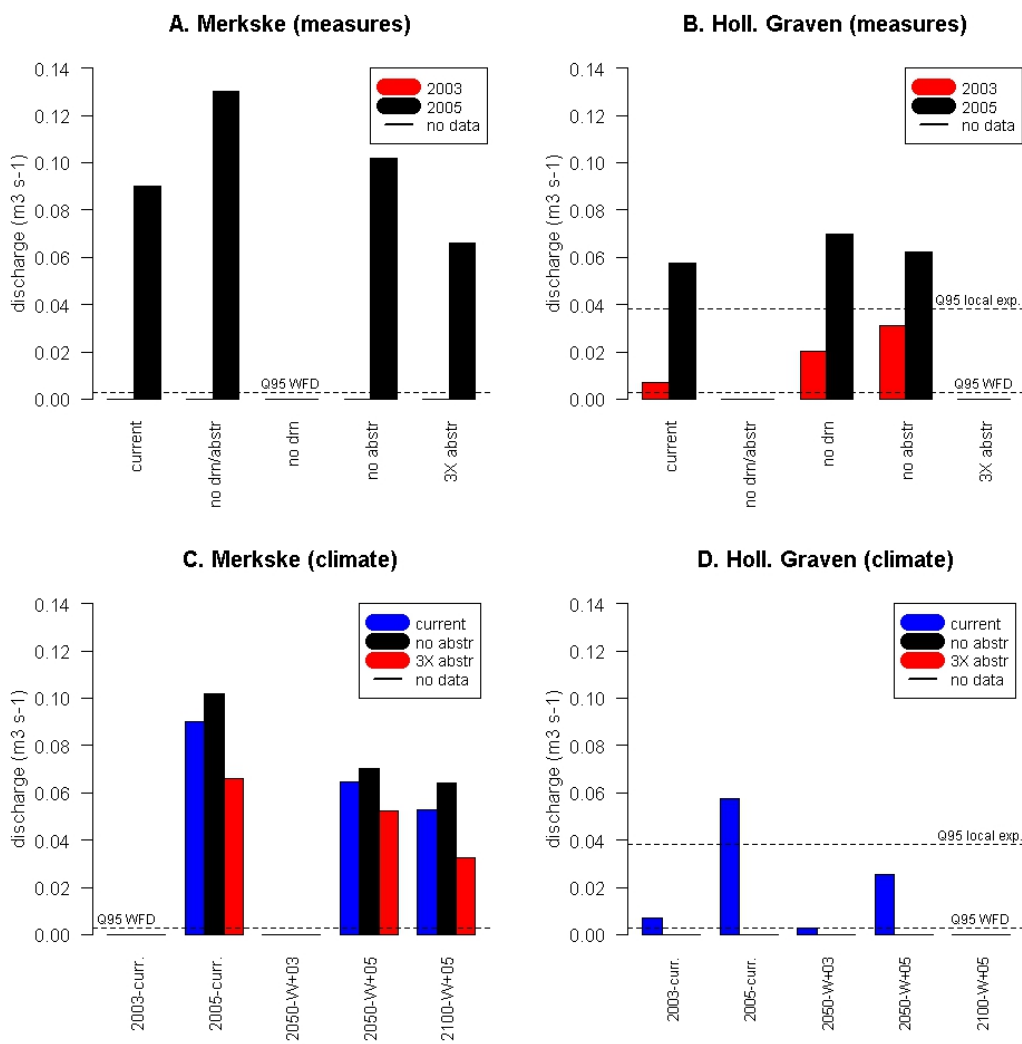 A. Merkske (measures)
discharge (m3 s-1)
0.14
0.12
0.10
0.08
0.06
0.04
0.02
0.00
2003
2005
no data
Q95 WFD
current
no drn/abstr
no drn
no abstr
3X abstr
B. Holl. Graven (measures)
discharge (m3 s-1)
0.14
0.12
0.10
0.08
0.06
0.04
0.02
0.00
2003
2005
no data
Q95 local exp.
Q95 WFD
current
no drn/abstr
no drn
no abstr
3X abstr
C. Merkske (climate)
discharge (m3 s-1)
0.14
0.12
0.10
0.08
0.06
0.04
0.02
0.00
current
no abstr
3X abstr
no data
Q95 WFD
2003-curr.
2005-curr.
2050-W+03
2050-W+05
2100-W+05
D. Holl. Graven (climate)
discharge (m3 s-1)
0.14
0.12
0.10
0.08
0.06
0.04
0.02
0.00
current
no abstr
3X abstr
no data
Q95 local exp.
Q95 WFD
2003-curr.
2005-curr.
2050-W+03
2050-W+05
2100-W+05